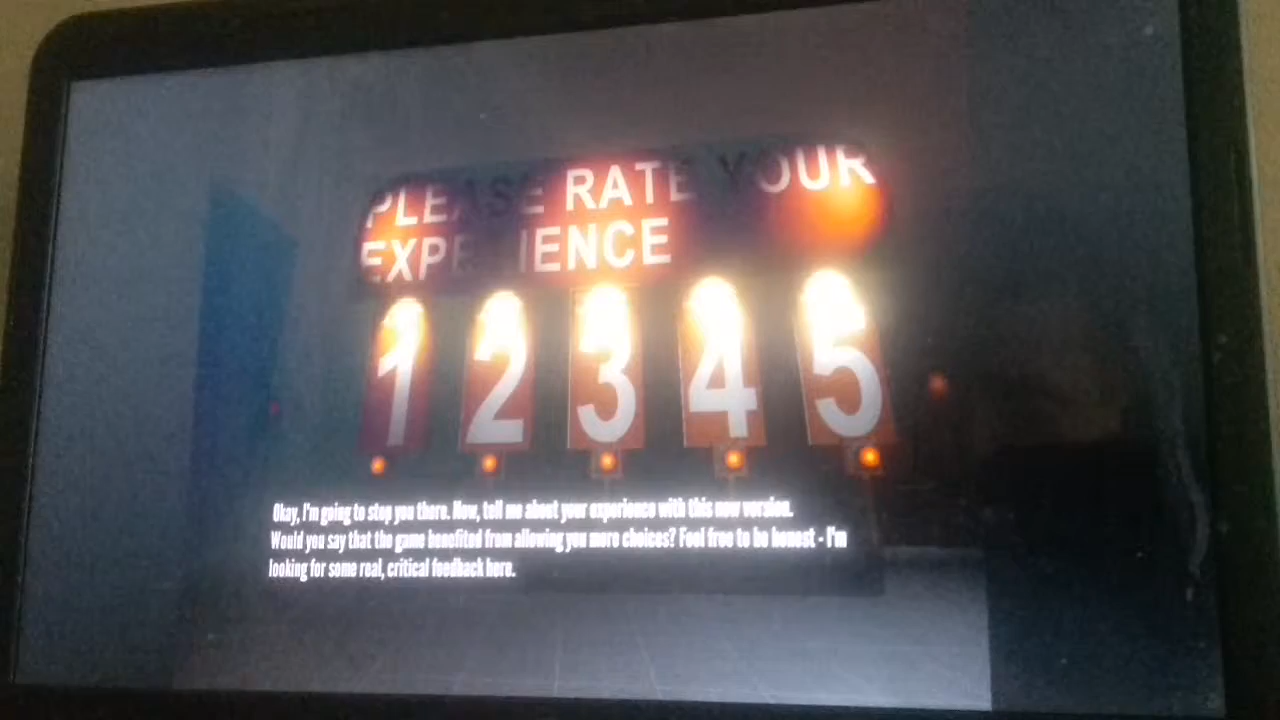 PLEASE RATE YOUR
EXPERIENCE
1 2 3 4 5
Okay, I'm going to stop you there. Now, tell me about your experience with this new version.
Would you say that the game benefited from allowing you more choices? Feel free to be honest - I'm
looking for some real, critical feedback here.